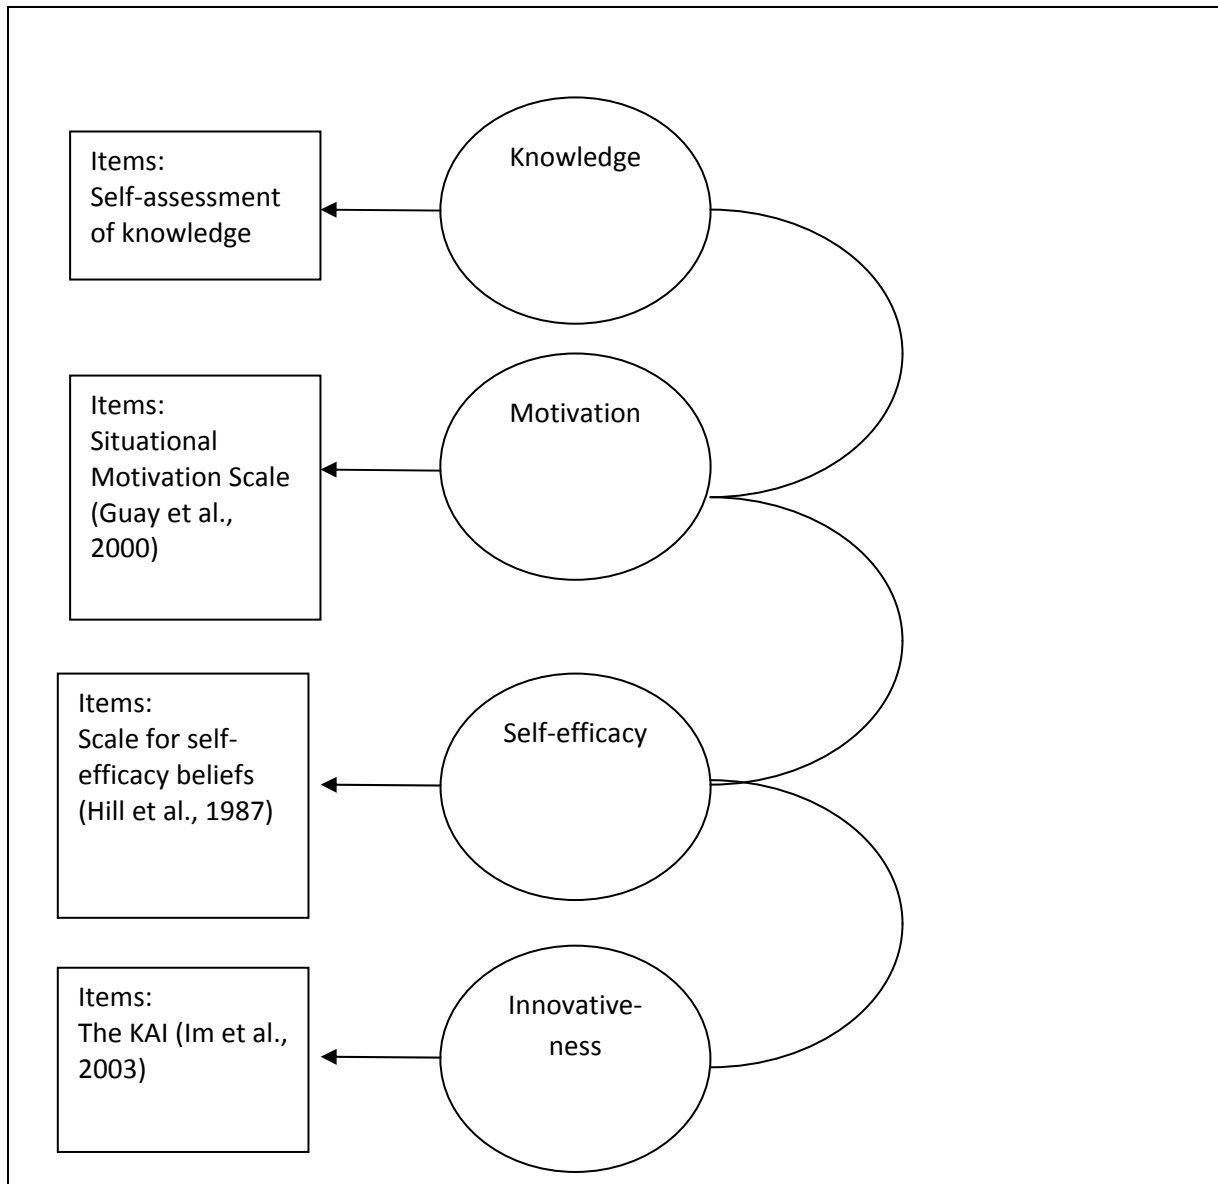 Items:
Self-assessment
of knowledge
Knowledge
Items:
Situational
Motivation Scale
(Guay et al.,
2000)
Motivation
Items:
Scale for self-
efficacy beliefs
(Hill et al., 1987)
Self-efficacy
Items:
The KAI (Im et al.,
2003)
Innovative-
ness